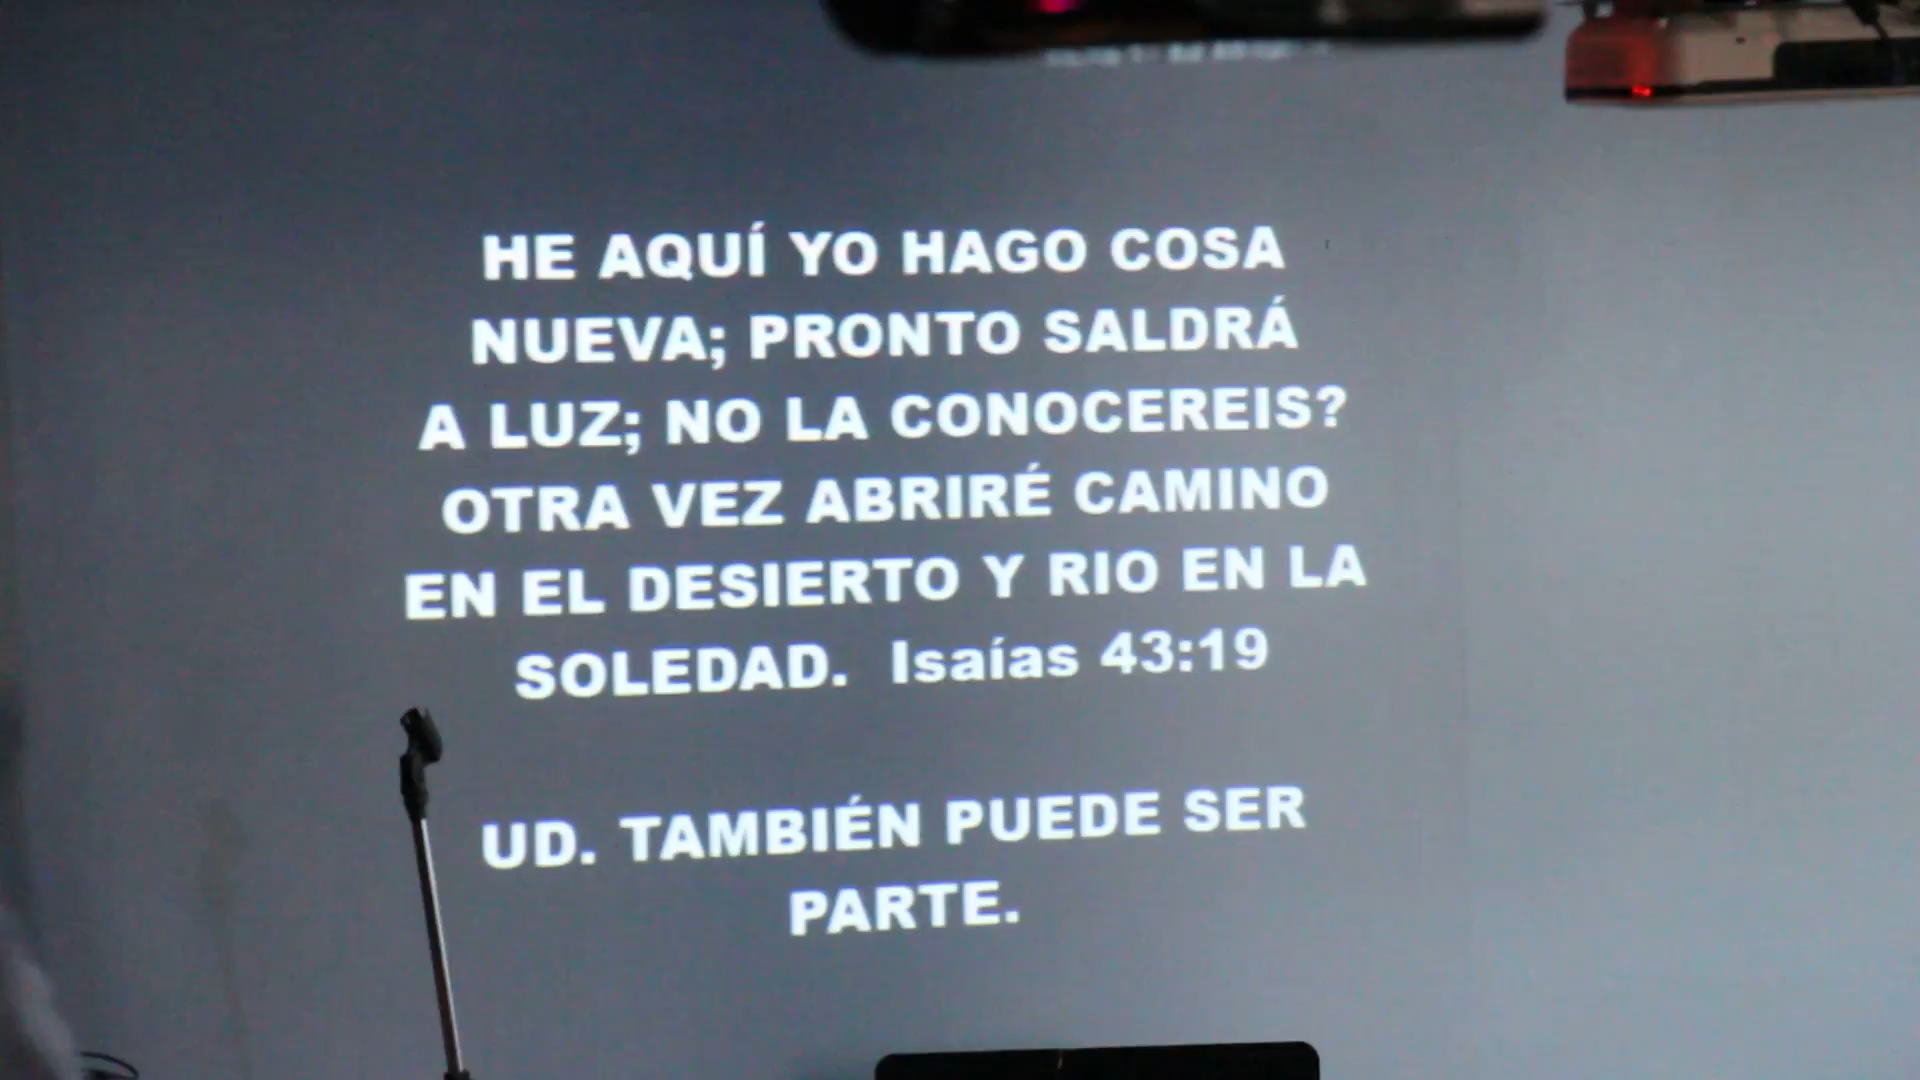 HE AQUÍ YO HAGO COSA
NUEVA; PRONTO SALDRÁ
A LUZ; NO LA CONOCEREIS?
OTRA VEZ ABRIRÉ CAMINO
EN EL DESIERTO Y RIO EN LA
SOLEDAD. Isaías 43:19
UD. TAMBIÉN PUEDE SER
PARTE.